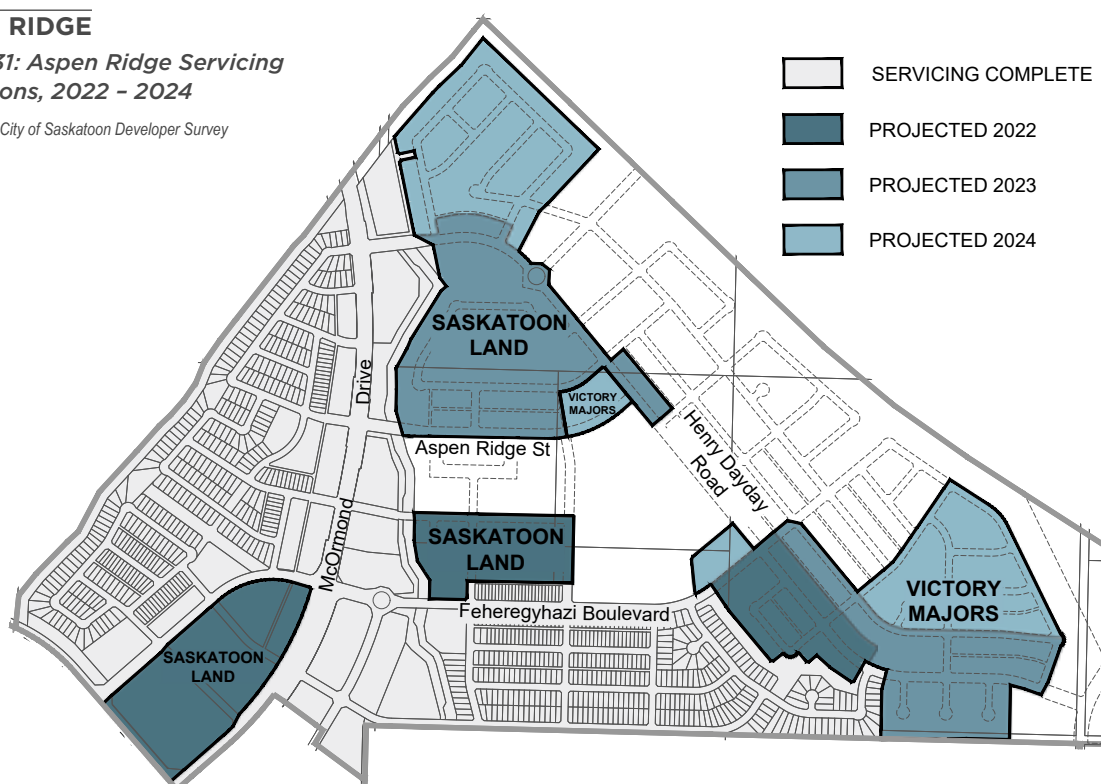 RIDGE
31: Aspen Ridge Servicing
ons, 2022 – 2024
City of Saskatoon Developer Survey
SERVICING COMPLETE
PROJECTED 2022
PROJECTED 2023
PROJECTED 2024
SASKATOON
LAND
Drive
VICTORY
MAJORS
Aspen Ridge St
Henry Dayday
Road
McOrmond
SASKATOON
LAND
Feheregyhazi Boulevard
VICTORY
MAJORS
SASKATOON
LAND